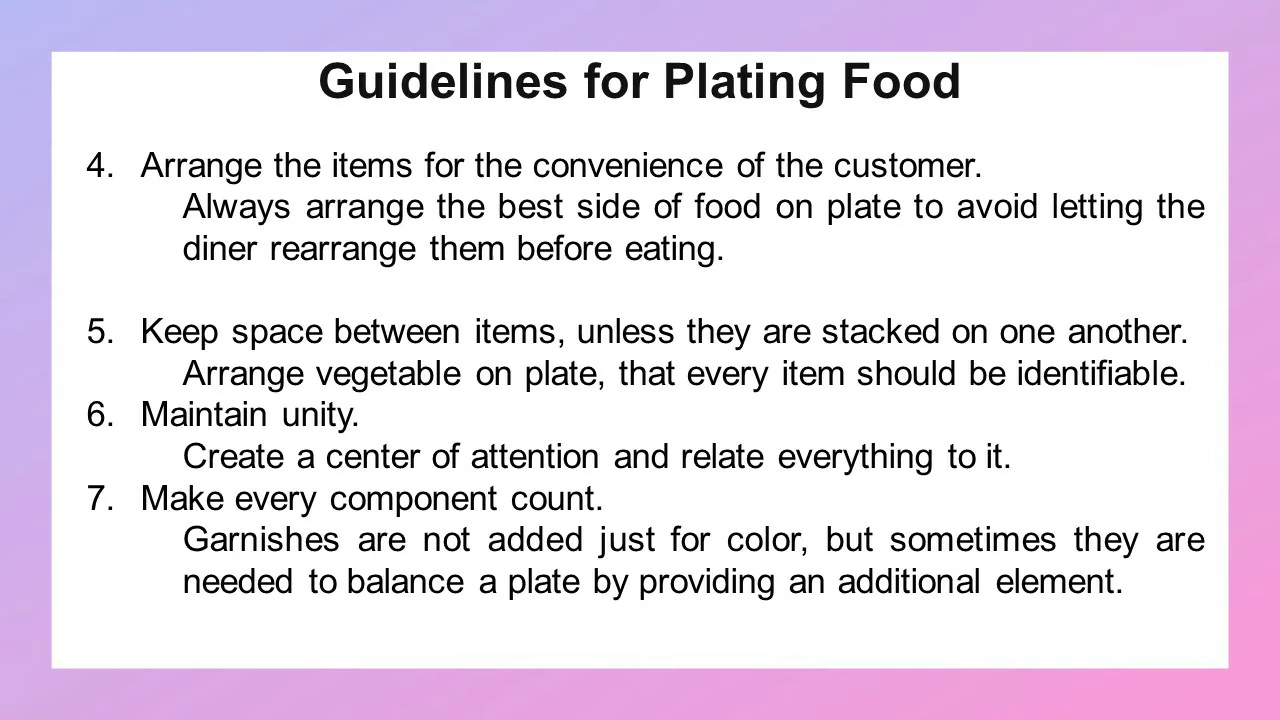 Guidelines for Plating Food
4. Arrange the items for the convenience of the customer.
Always arrange the best side of food on plate to avoid letting the
diner rearrange them before eating.
5. Keep space between items, unless they are stacked on one another.
Arrange vegetable on plate, that every item should be identifiable.
6. Maintain unity.
Create a center of attention and relate everything to it.
7. Make every component count.
Garnishes are not added just for color, but sometimes they are
needed to balance a plate by providing an additional element.